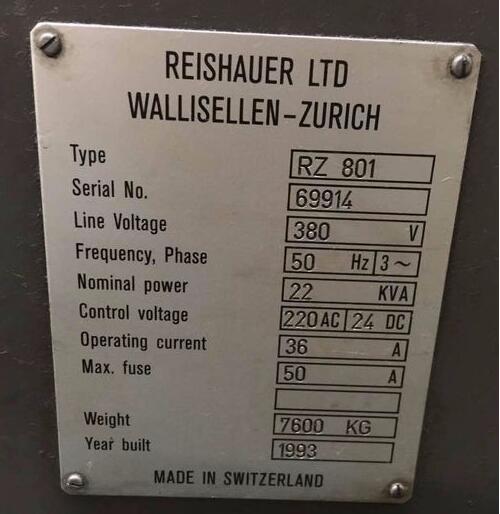 REISHAUER LTD
WALLISELLEN-ZURICH
Type RZ 801
Serial No. 69914
Line Voltage 380 V
Frequency, Phase 50 Hz 3~
Nominal power 22 KVA
Control voltage 220 AC 24 DC
Operating current 36 A
Max. fuse 50 A
Weight 7600 KG
Year built 1993
MADE IN SWITZERLAND